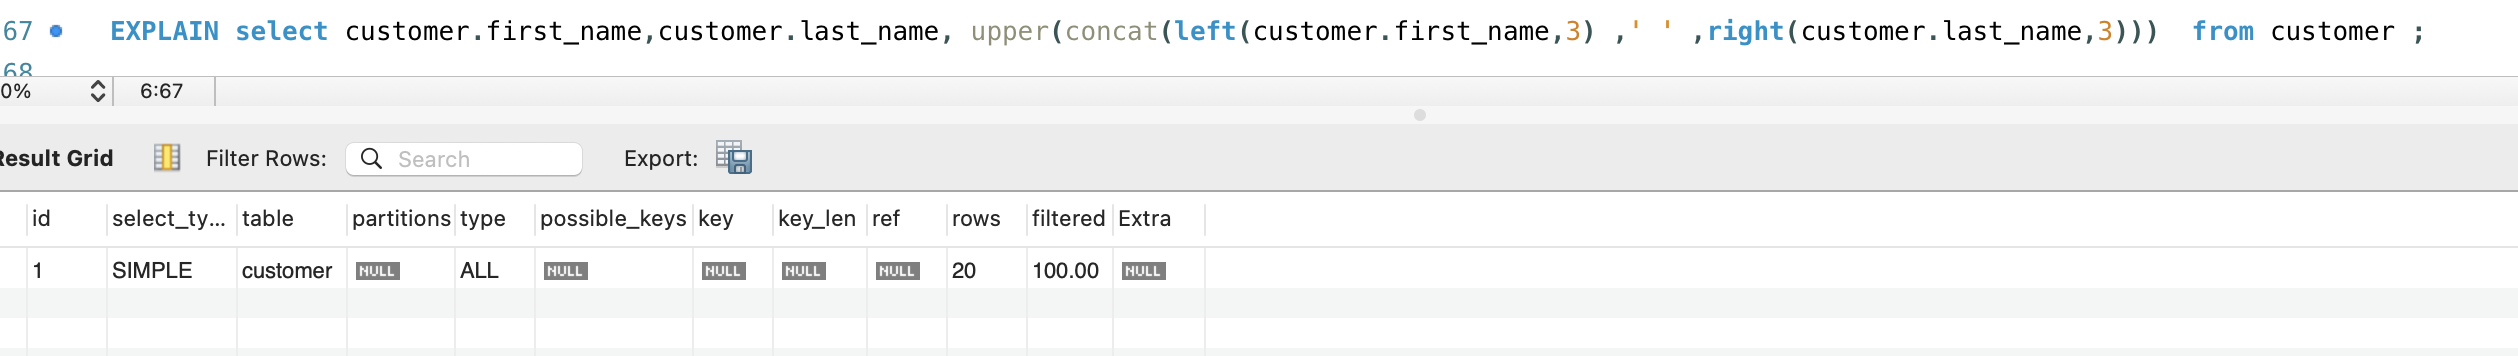 67 EXPLAIN select customer.first_name,customer.last_name, upper(concat(left(customer.first_name,3) ,' ' ,right(customer.last_name,3))) from customer ;
68
0% 6:67
Result Grid Filter Rows: Search Export:
id select_ty... table partitions type possible_keys key key_len ref rows filtered Extra
1 SIMPLE customer NULL ALL NULL NULL NULL NULL 20 100.00 NULL